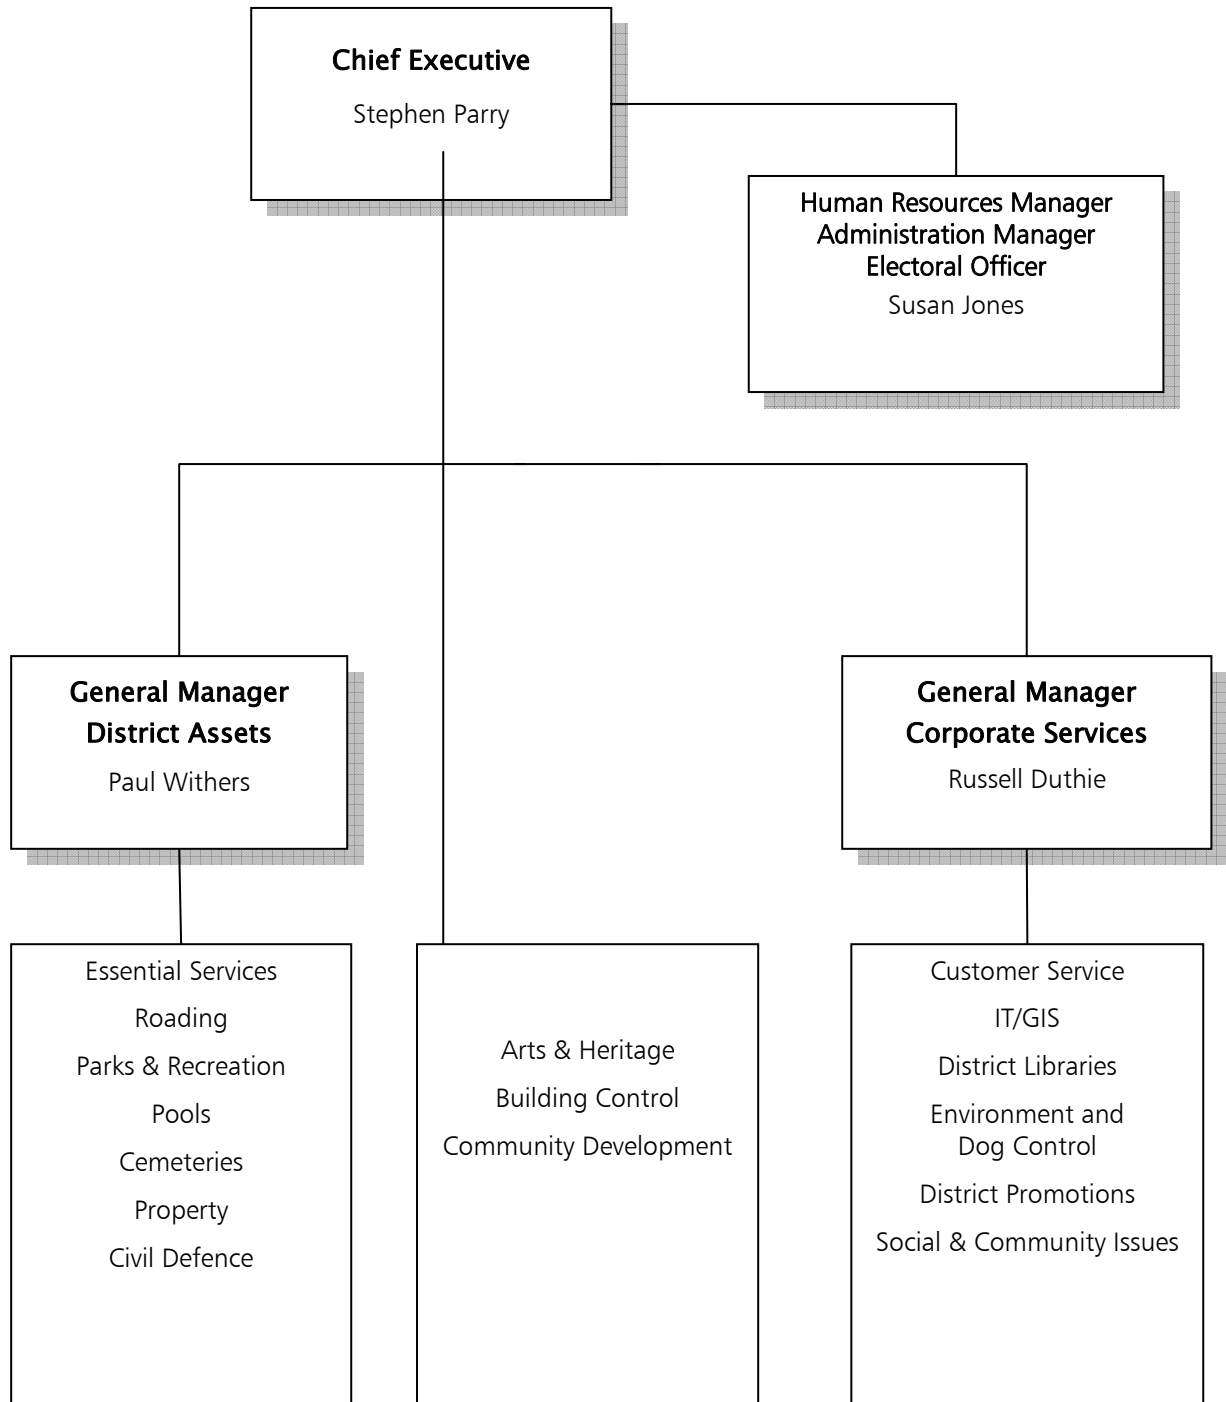 Chief Executive
Stephen Parry
Human Resources Manager
Administration Manager
Electoral Officer
Susan Jones
General Manager
District Assets
Paul Withers
General Manager
Corporate Services
Russell Duthie
Essential Services
Roading
Parks & Recreation
Pools
Cemeteries
Property
Civil Defence
Arts & Heritage
Building Control
Community Development
Customer Service
IT/GIS
District Libraries
Environment and
Dog Control
District Promotions
Social & Community Issues